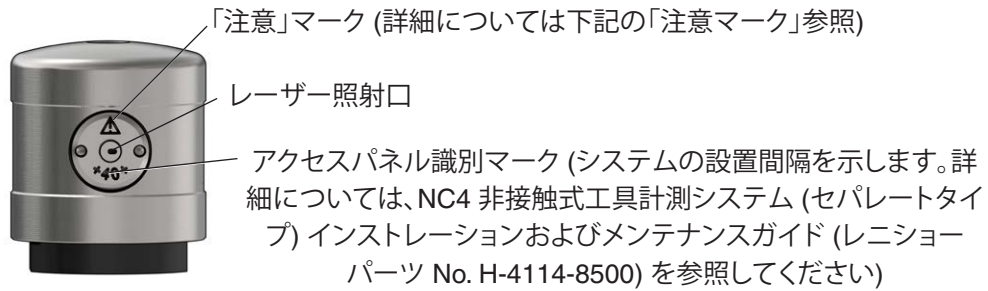 「注意」マーク (詳細については下記の「注意マーク」参照)
レーザー照射口
アクセスパネル識別マーク (システムの設置間隔を示します。詳
細については、NC4 非接触式工具計測システム (セパレートタイ
プ) インストレーションおよびメンテナンスガイド (レニショー
パーツ No. H-4114-8500) を参照してください)
*40*